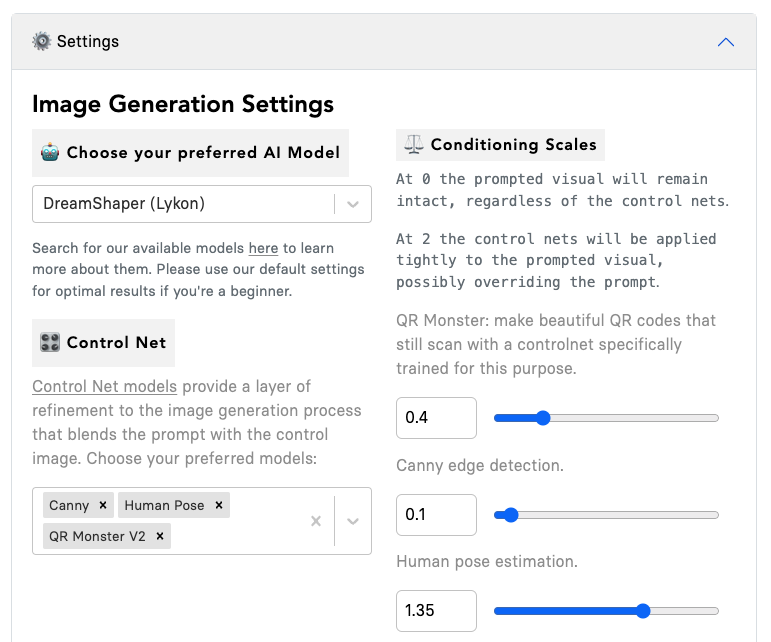 Settings
Image Generation Settings
Choose your preferred AI Model
DreamShaper (Lykon)
Search for our available models here to learn
more about them. Please use our default settings
for optimal results if you're a beginner.
Control Net
Control Net models provide a layer of
refinement to the image generation process
that blends the prompt with the control
image. Choose your preferred models:
Canny × Human Pose ×
QR Monster V2 ×
Conditioning Scales
At 0 the prompted visual will remain
intact, regardless of the control nets.
At 2 the control nets will be applied
tightly to the prompted visual,
possibly overriding the prompt.
QR Monster: make beautiful QR codes that
still scan with a controlnet specifically
trained for this purpose.
0.4
Canny edge detection.
0.1
Human pose estimation.
1.35